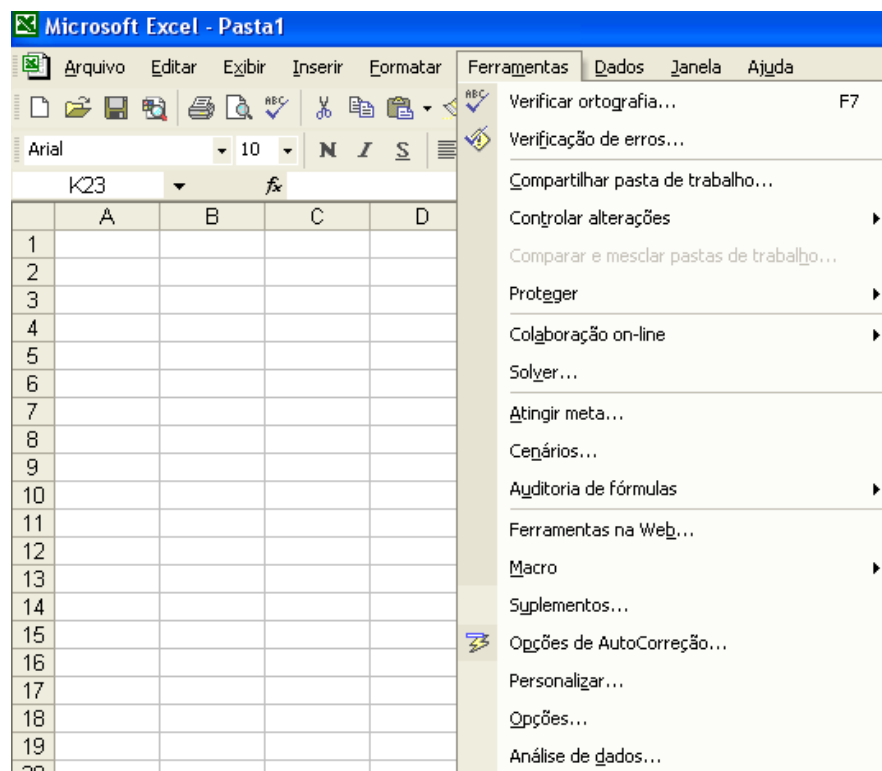 Microsoft Excel - Pasta1
Arquivo Editar Exibir Inserir Formatar Ferramentas Dados Janela Ajuda
ABC ABC
Arial 10 N I S
K23 fx
A B C D
1
2
3
4
5
6
7
8
9
10
11
12
13
14
15
16
17
18
19
20
Verificar ortografia... F7
Verificação de erros...
Compartilhar pasta de trabalho...
Controlar alterações
Comparar e mesclar pastas de trabalho...
Proteger
Colaboração on-line
Solver...
Atingir meta...
Cenários...
Auditoria de fórmulas
Ferramentas na Web...
Macro
Suplementos...
Opções de AutoCorreção...
Personalizar...
Opções...
Análise de dados...